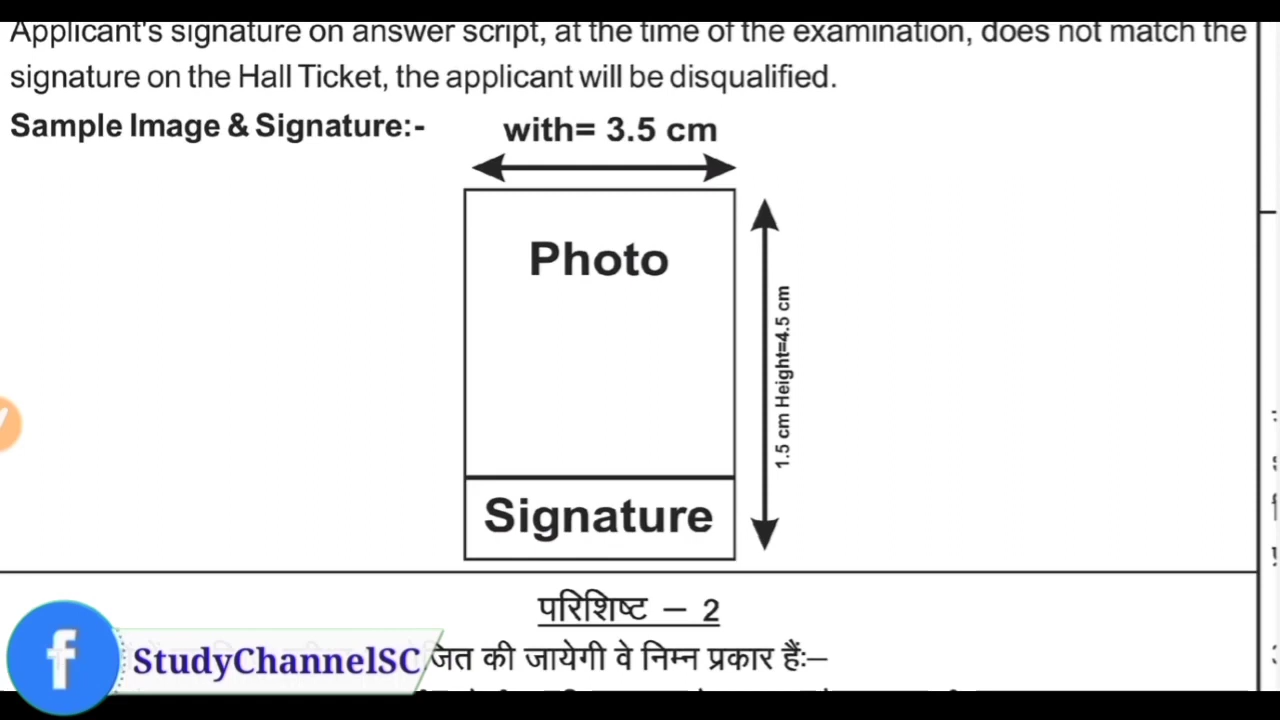 Applicant's signature on answer script, at the time of the examination, does not match the
signature on the Hall Ticket, the applicant will be disqualified.
Sample Image & Signature:-
with= 3.5 cm
Photo
1.5 cm Height=4.5 cm
Signature
परिशिष्ट – 2
जित की जायेगी वे निम्न प्रकार हैंः–
f StudyChannelSC